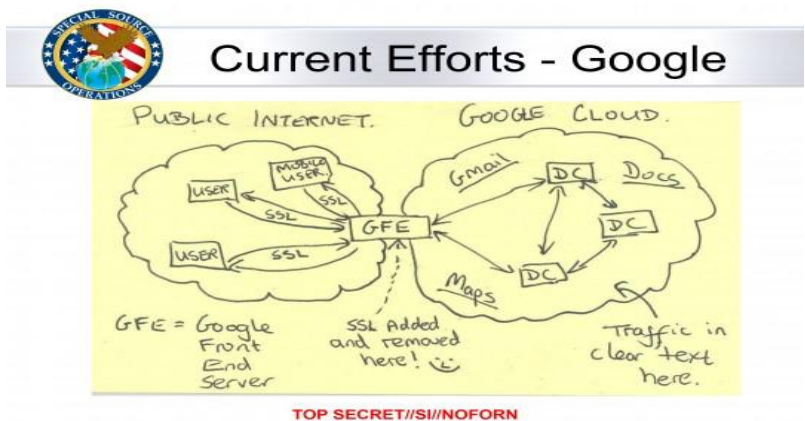 SPECIAL SOURCE
OPERATIONS
Current Efforts - Google
PUBLIC INTERNET.
GOOGLE CLOUD.
MOBILE
USER.
USER
SSL
SSL
USER
SSL
GFE
Gmail
DC
Docs
DC
DC
Maps
GFE = Google
Front
End
Server
SSL Added
and removed
here!
Traffic in
clear text
here.
TOP SECRET//SI//NOFORN